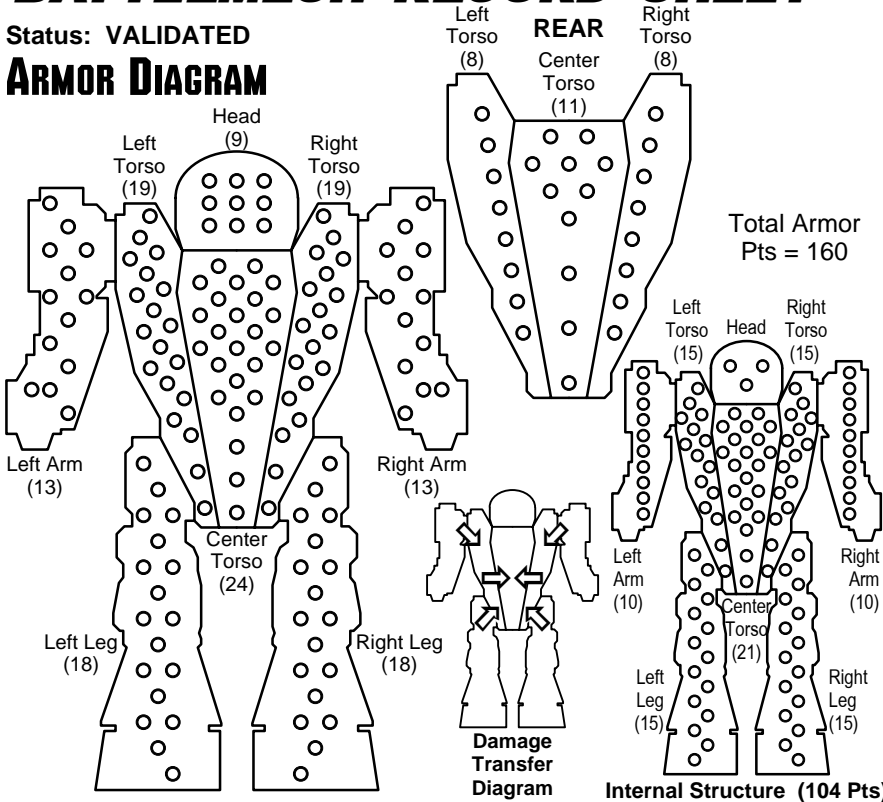 BATTLEMECH RECORD SHEET
Status: VALIDATED
ARMOR DIAGRAM
Head
(9)
Left
Torso
(19)
Right
Torso
(19)
Left Arm
(13)
Right Arm
(13)
Center
Torso
(24)
Left Leg
(18)
Right Leg
(18)
REAR
Left
Torso
(8)
Center
Torso
(11)
Right
Torso
(8)
Total Armor
Pts = 160
Left
Torso
(15)
Head
Right
Torso
(15)
Left
Arm
(10)
Right
Arm
(10)
Center
Torso
(21)
Left
Leg
(15)
Right
Leg
(15)
Damage
Transfer
Diagram
Internal Structure (104 Pts)